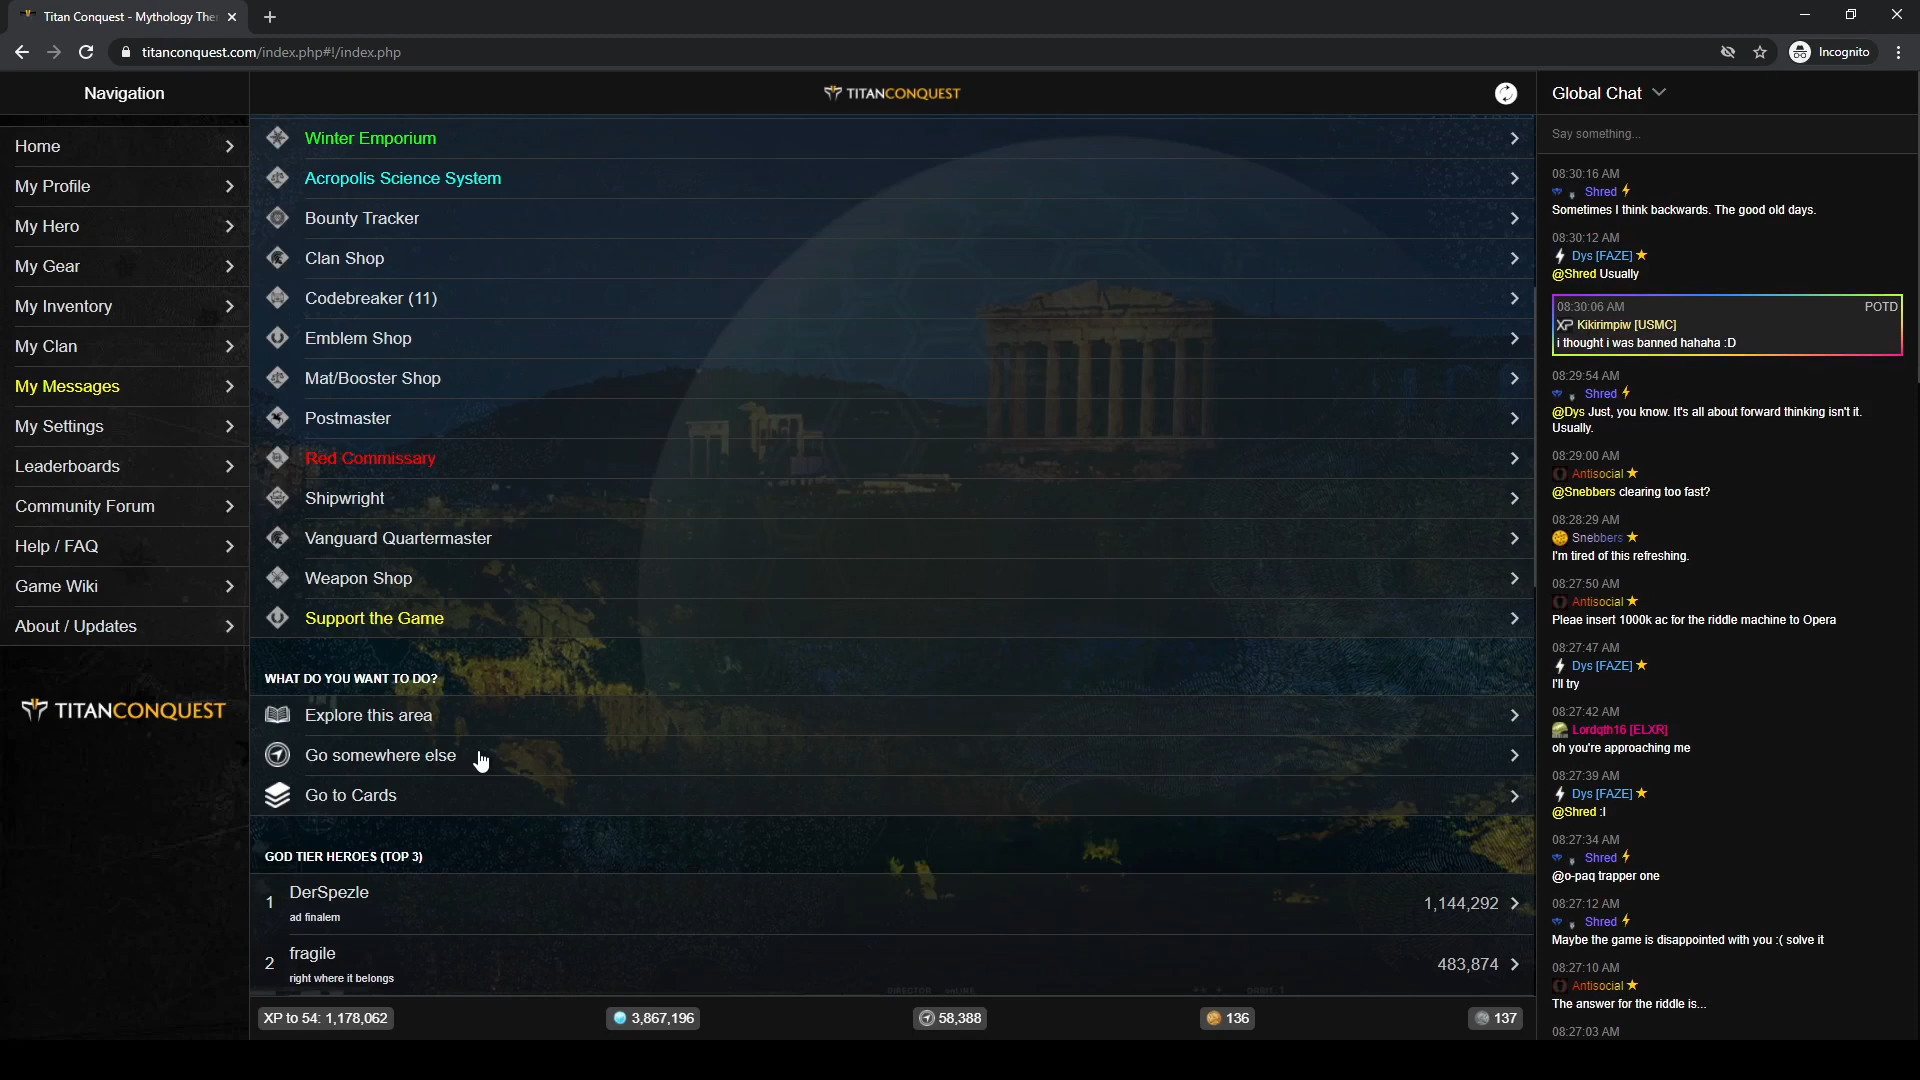 Titan Conquest - Mythology The
titanconquest.com/index.php#!/index.php
Incognito
Navigation
TITANCONQUEST
Global Chat
Home
My Profile
My Hero
My Gear
My Inventory
My Clan
My Messages
My Settings
Leaderboards
Community Forum
Help / FAQ
Game Wiki
About / Updates
TITANCONQUEST
Winter Emporium
Acropolis Science System
Bounty Tracker
Clan Shop
Codebreaker (11)
Emblem Shop
Mat/Booster Shop
Postmaster
Red Commissary
Shipwright
Vanguard Quartermaster
Weapon Shop
Support the Game
WHAT DO YOU WANT TO DO?
Explore this area
Go somewhere else
Go to Cards
GOD TIER HEROES (TOP 3)
1 DerSpezle 1,144,292
ad finalem
2 fragile 483,874
right where it belongs
XP to 54: 1,178,062
3,867,196
58,388
136
137
Say something...
08:30:16 AM
Shred
Sometimes I think backwards. The good old days.
08:30:12 AM
Dys [FAZE]
@Shred Usually
08:30:06 AM POTD
XP Kikirimpiw [USMC]
i thought i was banned hahaha :D
08:29:54 AM
Shred
@Dys Just, you know. It's all about forward thinking isn't it.
Usually.
08:29:00 AM
Antisocial
@Snebbers clearing too fast?
08:28:29 AM
Snebbers
I'm tired of this refreshing.
08:27:50 AM
Antisocial
Pleae insert 1000k ac for the riddle machine to Opera
08:27:47 AM
Dys [FAZE]
I'll try
08:27:42 AM
Lordqth16 [ELXR]
oh you're approaching me
08:27:39 AM
Dys [FAZE]
@Shred :l
08:27:34 AM
Shred
@o-paq trapper one
08:27:12 AM
Shred
Maybe the game is disappointed with you :( solve it
08:27:10 AM
Antisocial
The answer for the riddle is...
08:27:03 AM